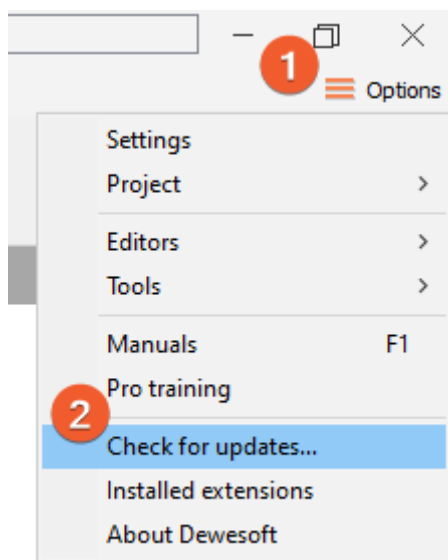 1
Options
Settings
Project
Editors
Tools
Manuals F1
Pro training
2
Check for updates...
Installed extensions
About Dewesoft